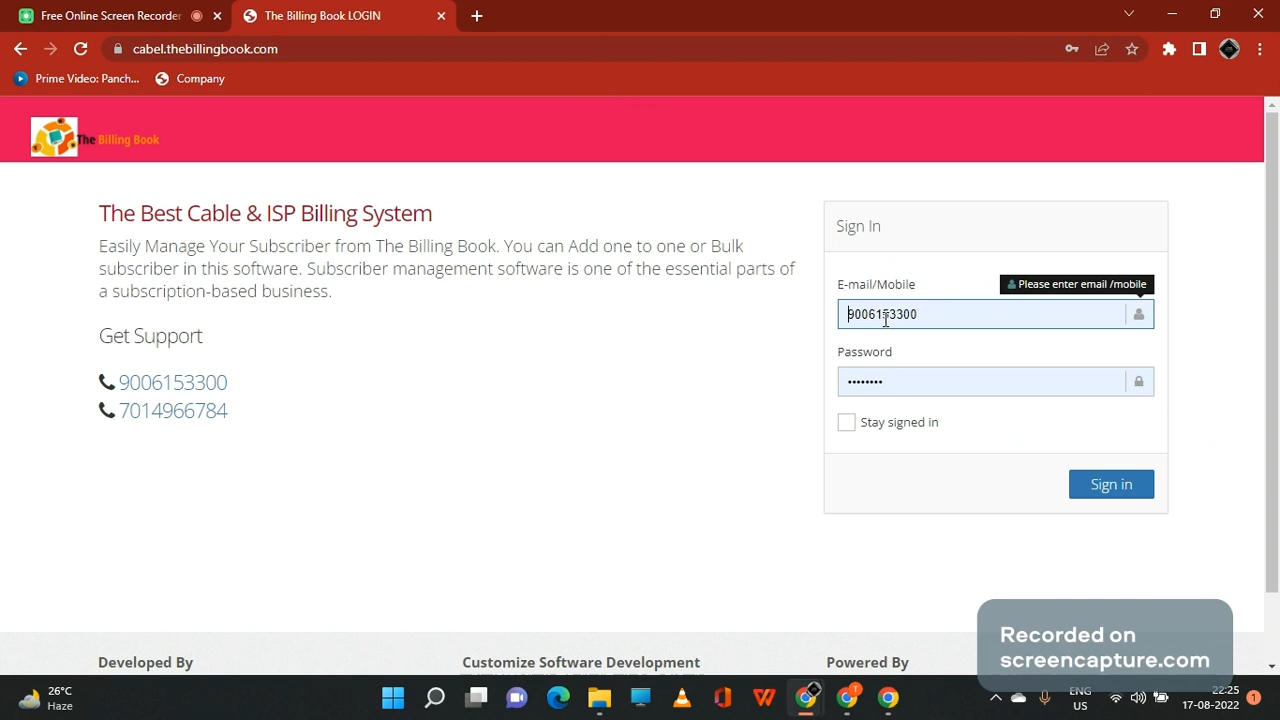 Free Online Screen Recorder
The Billing Book LOGIN
cabel.thebillingbook.com
Prime Video: Panch...
Company
The Billing Book
The Best Cable & ISP Billing System
Easily Manage Your Subscriber from The Billing Book. You can Add one to one or Bulk
subscriber in this software. Subscriber management software is one of the essential parts of
a subscription-based business.
Get Support
9006153300
7014966784
Sign In
E-mail/Mobile
Please enter email /mobile
9006153300
Password
••••••••
Stay signed in
Sign in
Developed By
Customize Software Development
Powered By
Recorded on
screencapture.com
26°C
Haze
ENG
US
22:25
17-08-2022
1